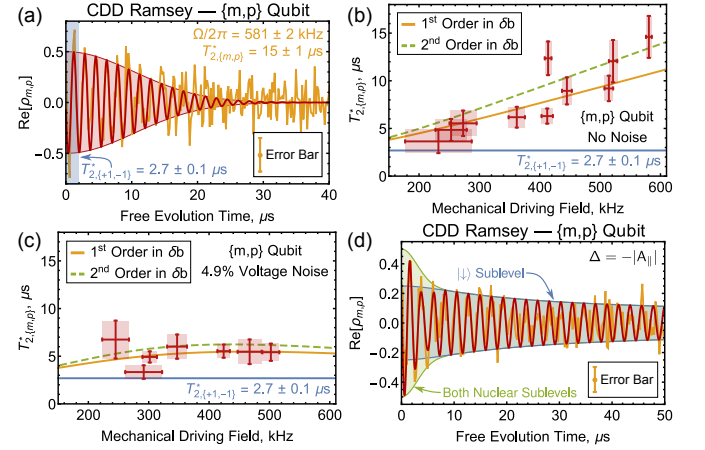 (a)
CDD Ramsey — {m,p} Qubit
Ω/2π = 581 ± 2 kHz
T*2,{m,p} = 15 ± 1 μs
Re[ρm,p]
0.5
0.0
-0.5
Error Bar
T*2,{+1,-1} = 2.7 ± 0.1 μs
0 10 20 30 40
Free Evolution Time, μs
(b)
1st Order in δb
2nd Order in δb
T*2,{m,p}, μs
17.5
12.5
7.5
2.5
0
{m,p} Qubit
No Noise
T*2,{+1,-1} = 2.7 ± 0.1 μs
200 300 400 500 600
Mechanical Driving Field, kHz
(c)
1st Order in δb
2nd Order in δb
{m,p} Qubit
4.9% Voltage Noise
T*2,{m,p}, μs
15
10
5
0
T*2,{+1,-1} = 2.7 ± 0.1 μs
200 300 400 500 600
Mechanical Driving Field, kHz
(d)
CDD Ramsey — {m,p} Qubit
Δ = −|A∥|
|↓⟩ Sublevel
Re[ρm,p]
0.4
0.2
0.0
-0.2
-0.4
Error Bar
Both Nuclear Sublevels
0 10 20 30 40 50
Free Evolution Time, μs